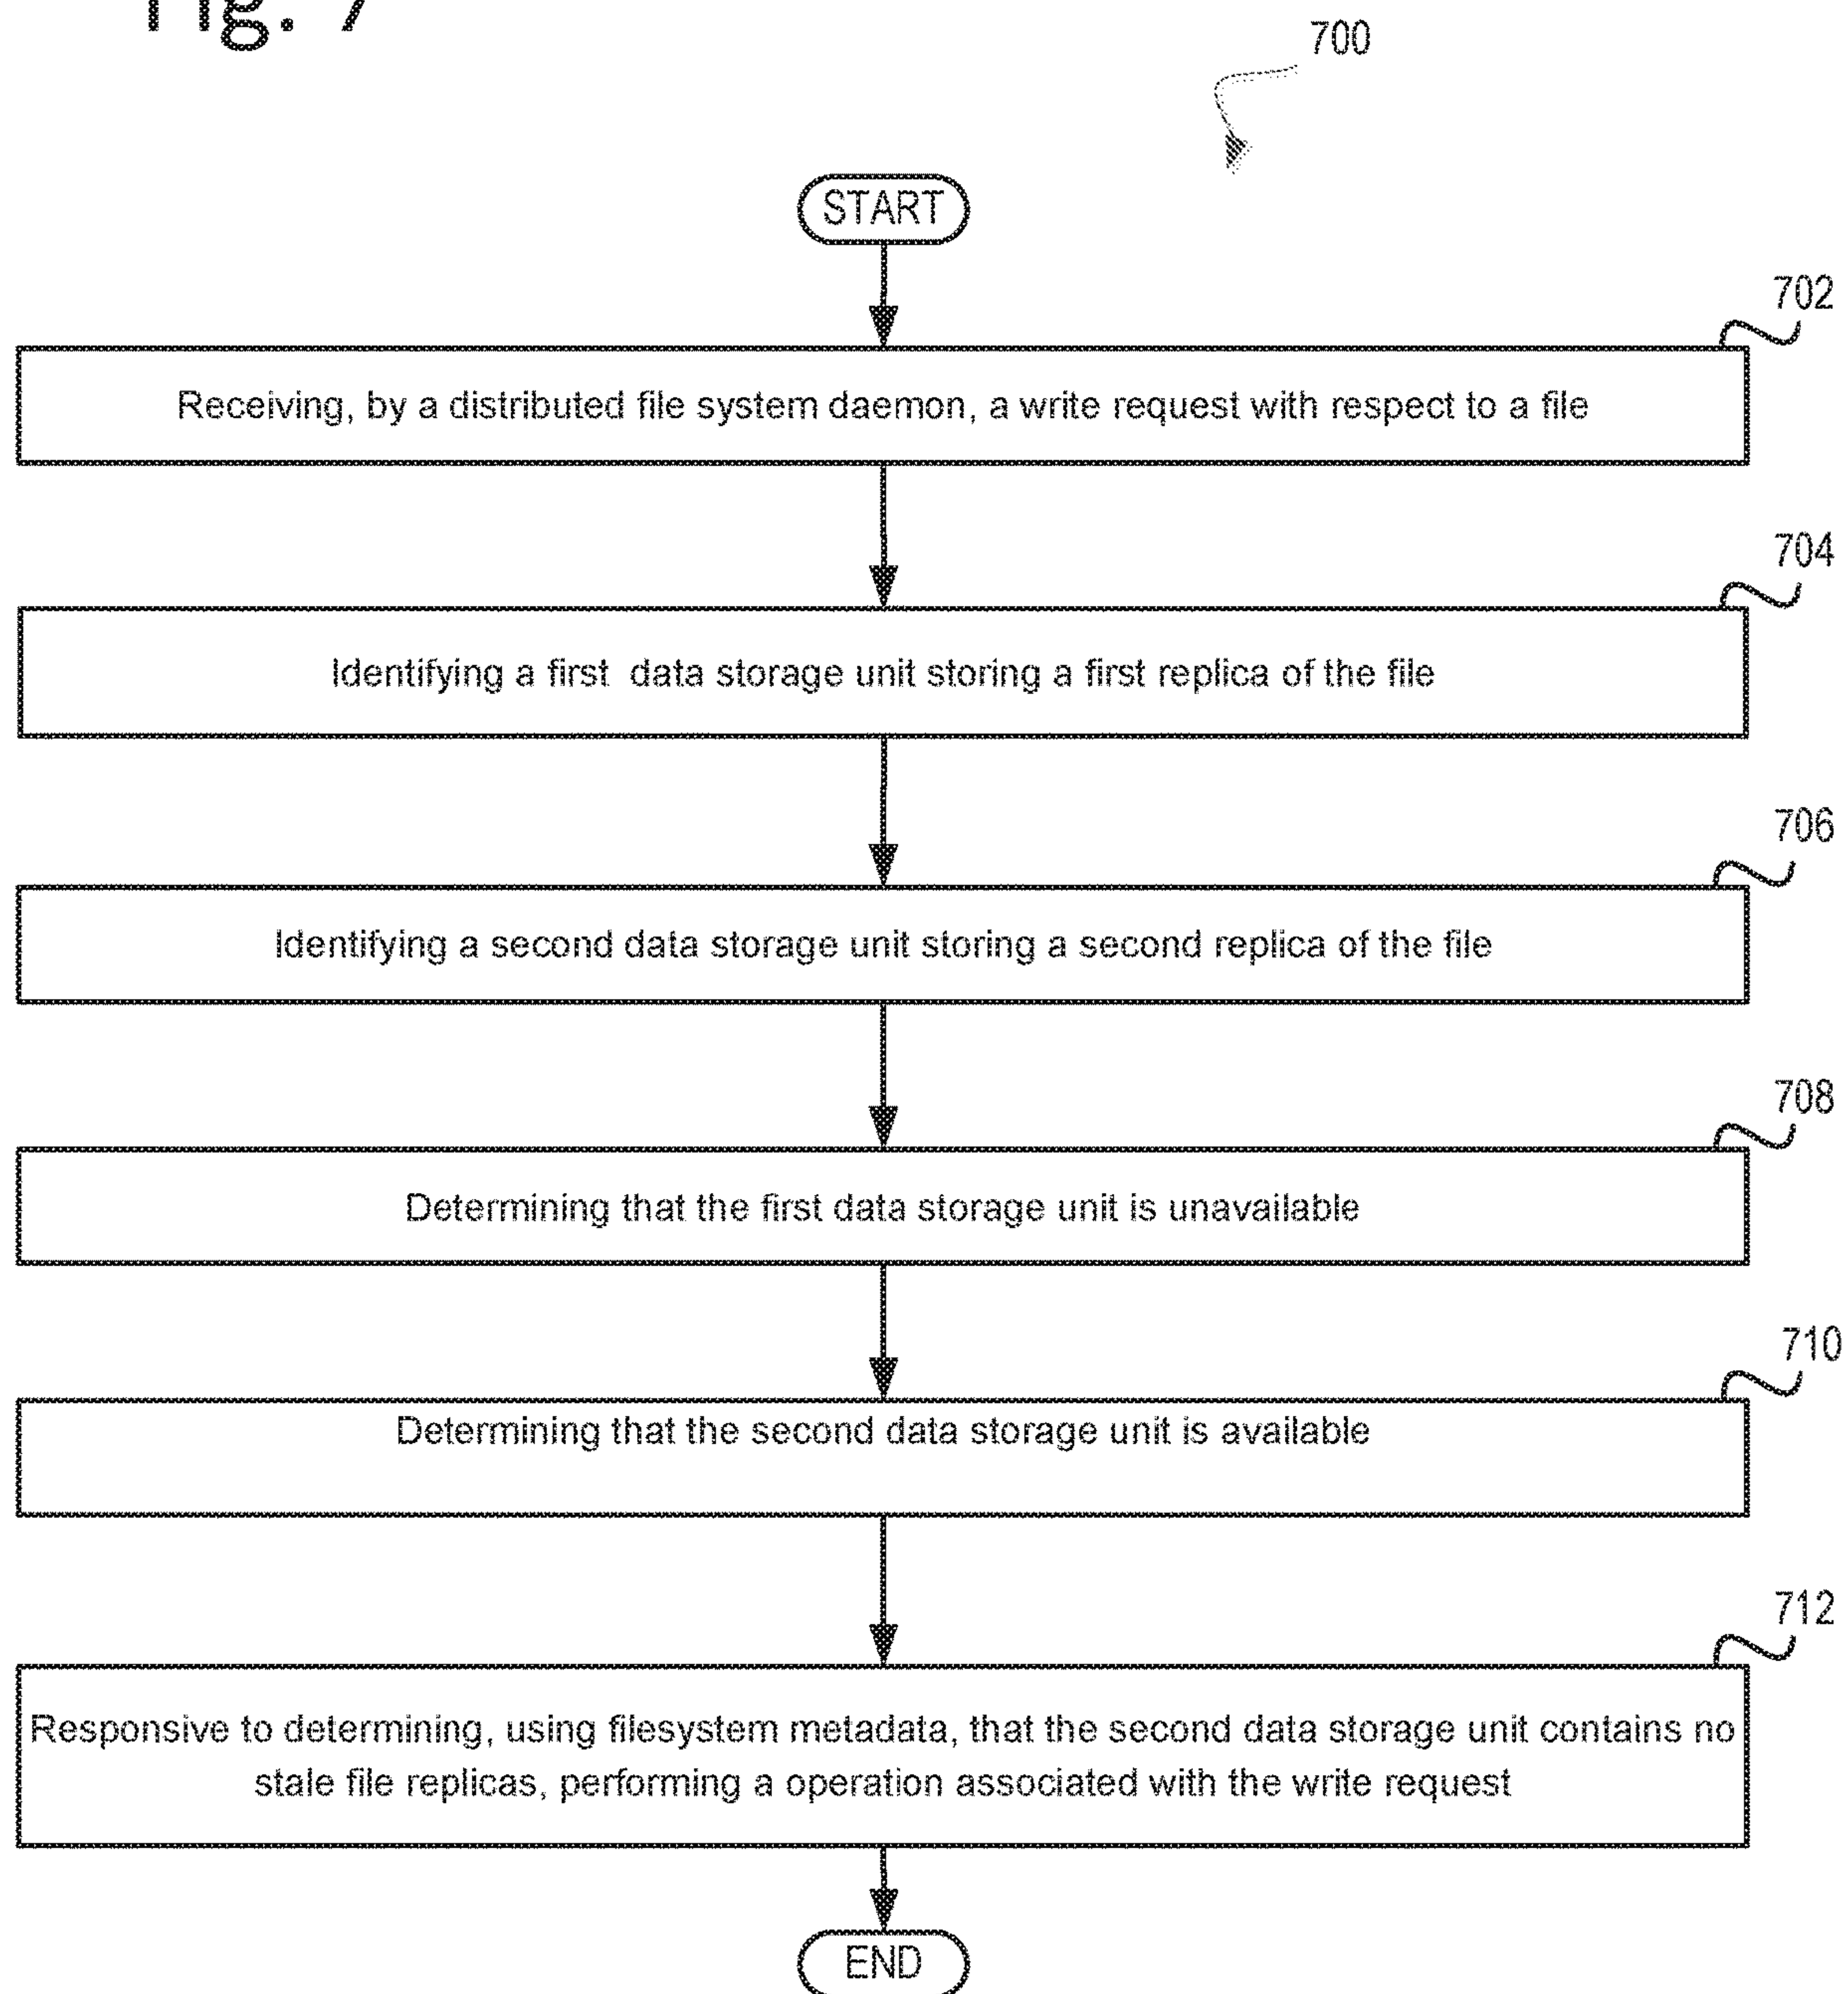 Fig. 7
700
START
702
Receiving, by a distributed file system daemon, a write request with respect to a file
704
Identifying a first data storage unit storing a first replica of the file
706
Identifying a second data storage unit storing a second replica of the file
708
Determining that the first data storage unit is unavailable
710
Determining that the second data storage unit is available
712
Responsive to determining, using filesystem metadata, that the second data storage unit contains no
stale file replicas, performing a operation associated with the write request
END